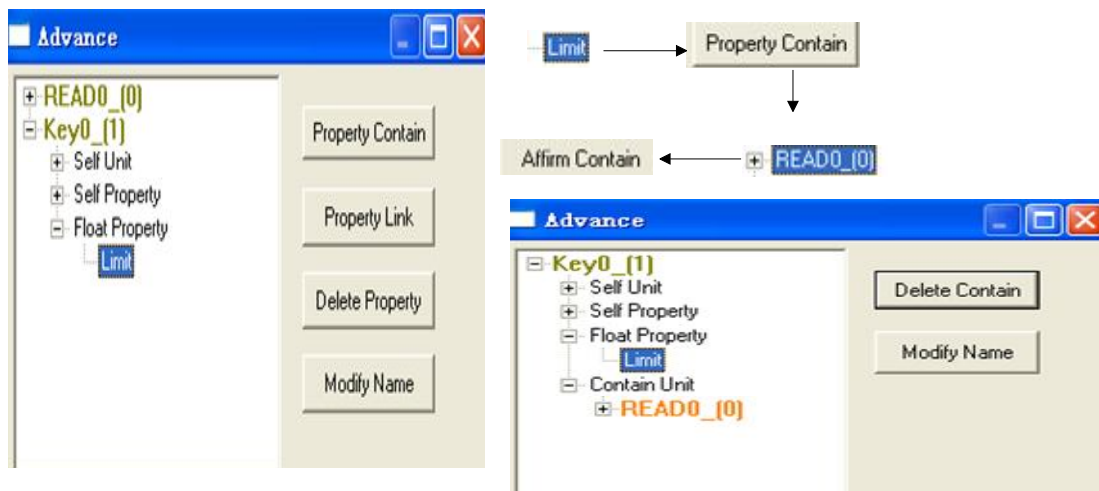 Advance
READ0_(0)
Key0_(1)
Self Unit
Self Property
Float Property
Limit
Property Contain
Property Link
Delete Property
Modify Name
Limit
Property Contain
READ0_(0)
Affirm Contain
Advance
Key0_(1)
Self Unit
Self Property
Float Property
Limit
Contain Unit
READ0_(0)
Delete Contain
Modify Name